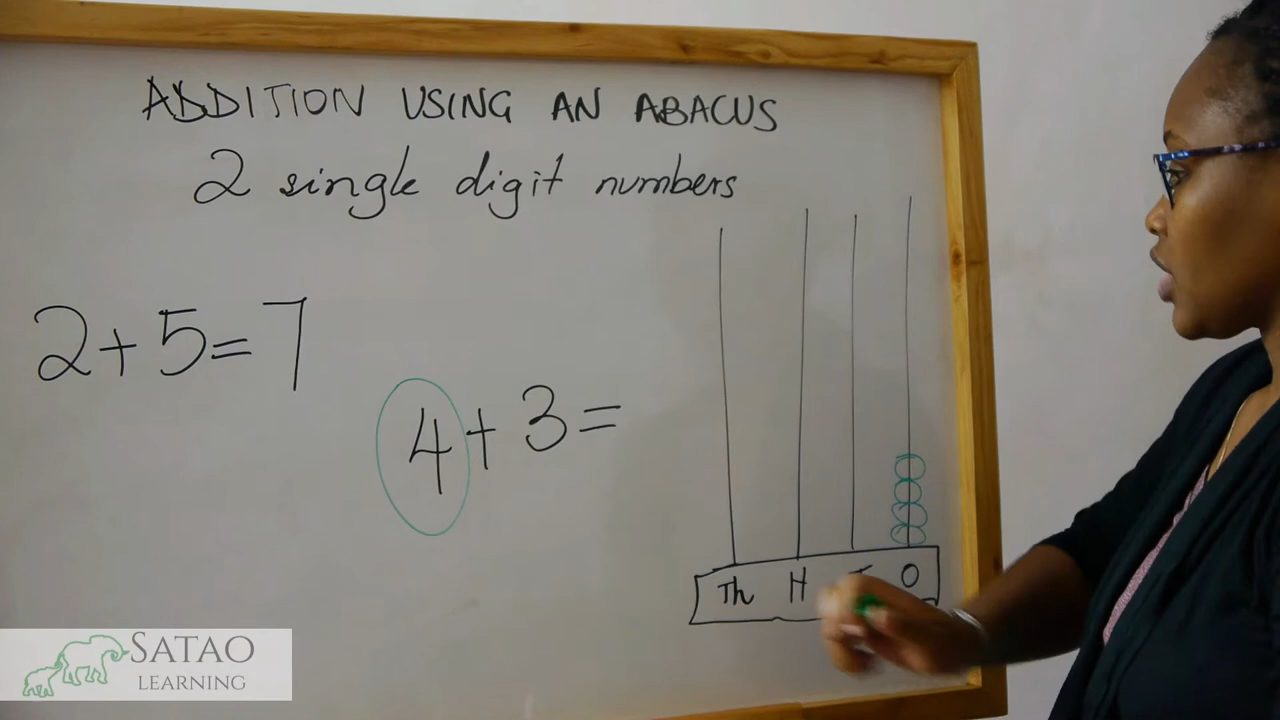 ADDITION USING AN ABACUS
2 single digit numbers
2+5=7
4+3=
Th H O
SATAO
LEARNING